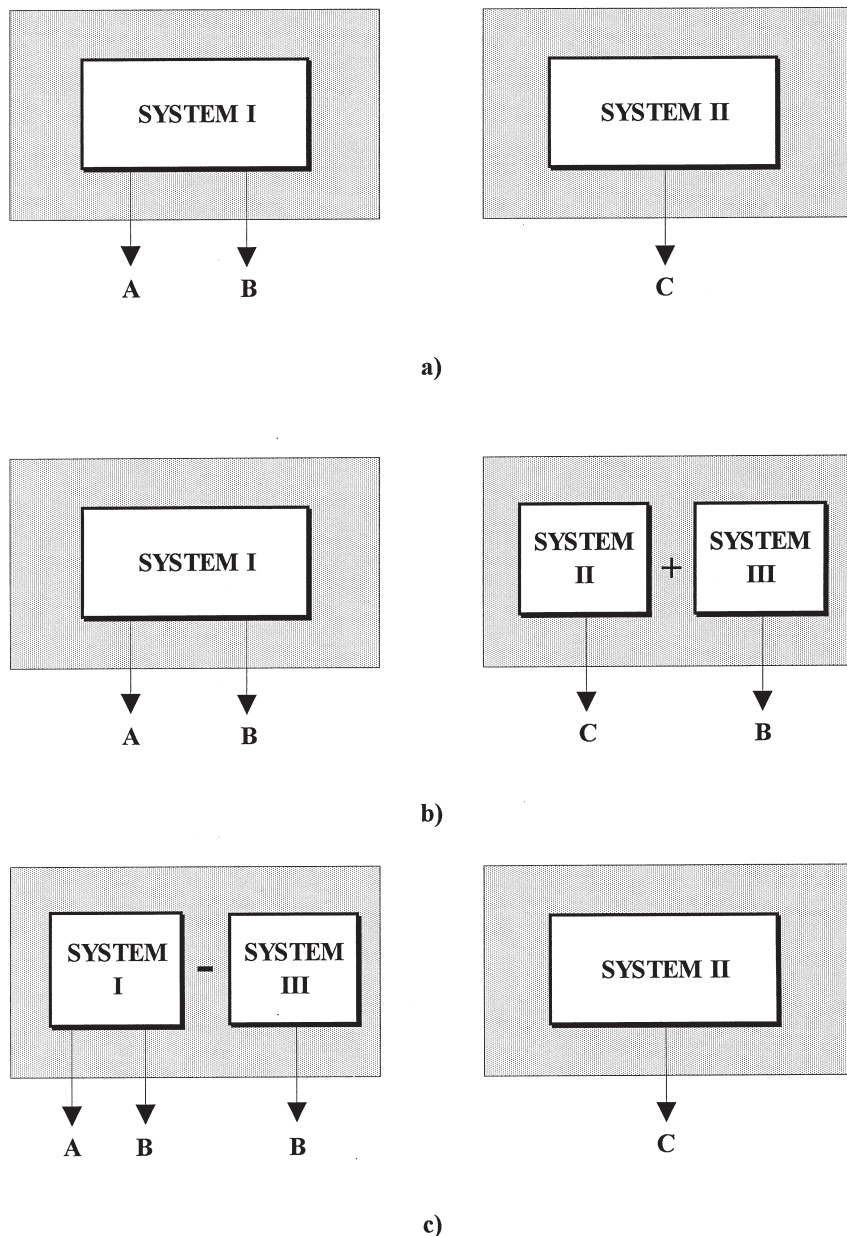 SYSTEM I
SYSTEM II
A B
C
a)
SYSTEM I
SYSTEM
II
+
SYSTEM
III
A B
C B
b)
SYSTEM
I
-
SYSTEM
III
SYSTEM II
A B B
C
c)